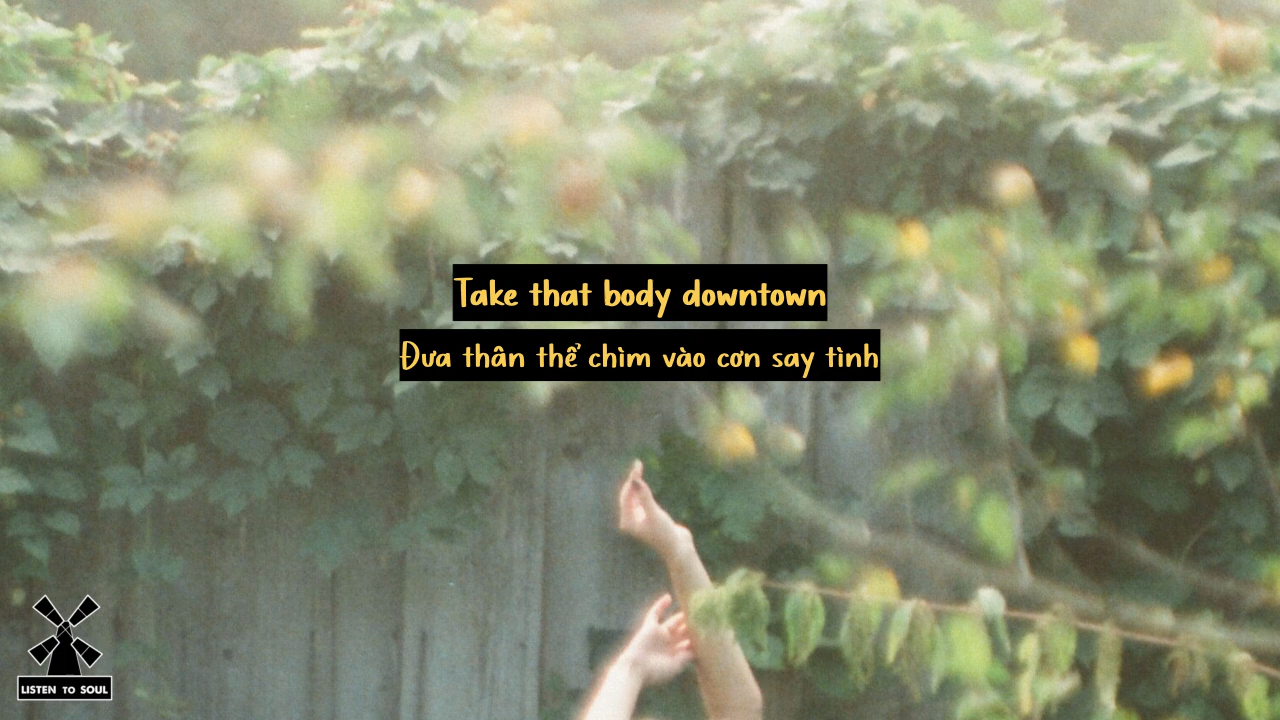 Take that body downtown
Đưa thân thể chìm vào cơn say tình
LISTEN TO SOUL